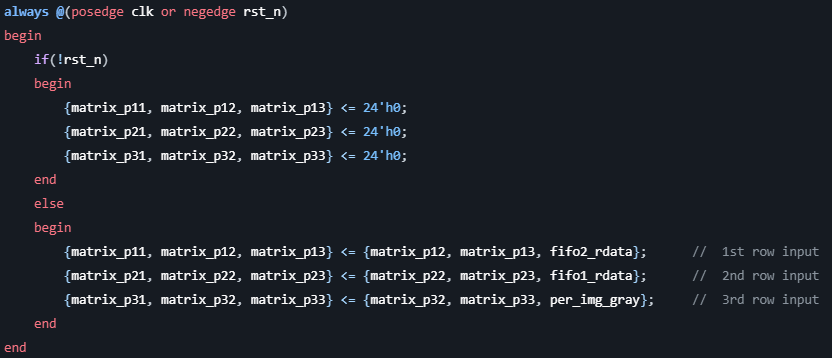 always @(posedge clk or negedge rst_n)
begin
    if(!rst_n)
    begin
        {matrix_p11, matrix_p12, matrix_p13} <= 24'h0;
        {matrix_p21, matrix_p22, matrix_p23} <= 24'h0;
        {matrix_p31, matrix_p32, matrix_p33} <= 24'h0;
    end
    else
    begin
        {matrix_p11, matrix_p12, matrix_p13} <= {matrix_p12, matrix_p13, fifo2_rdata};      //  1st row input
        {matrix_p21, matrix_p22, matrix_p23} <= {matrix_p22, matrix_p23, fifo1_rdata};      //  2nd row input
        {matrix_p31, matrix_p32, matrix_p33} <= {matrix_p32, matrix_p33, per_img_gray};     //  3rd row input
    end
end